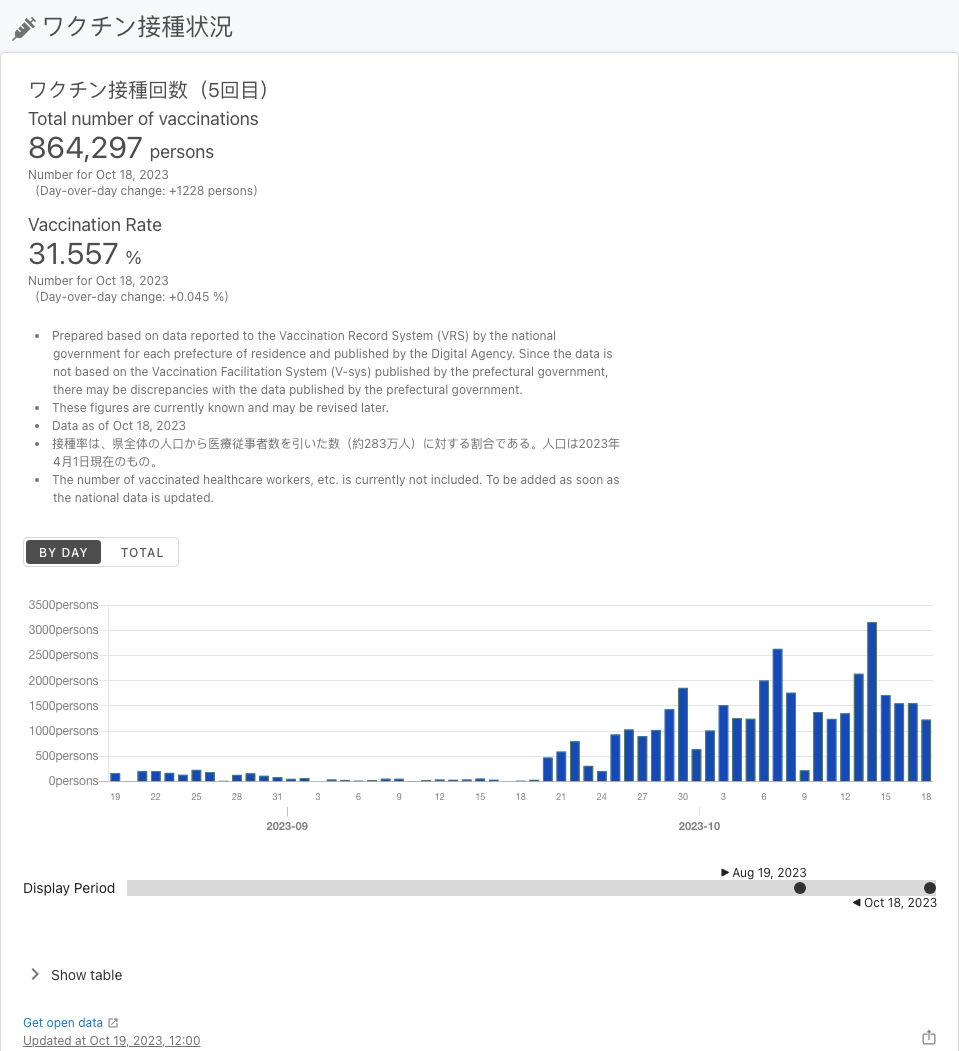 ワクチン接種状況
ワクチン接種回数（5回目）
Total number of vaccinations
864,297 persons
Number for Oct 18, 2023
（Day-over-day change: +1228 persons）
Vaccination Rate
31.557 %
Number for Oct 18, 2023
（Day-over-day change: +0.045 %）
• Prepared based on data reported to the Vaccination Record System (VRS) by the national
government for each prefecture of residence and published by the Digital Agency. Since the data is
not based on the Vaccination Facilitation System (V-sys) published by the prefectural government,
there may be discrepancies with the data published by the prefectural government.
• These figures are currently known and may be revised later.
• Data as of Oct 18, 2023
• 接種率は、県全体の人口から医療従事者数を引いた数（約283万人）に対する割合である。人口は2023年
4月1日現在のもの。
• The number of vaccinated healthcare workers, etc. is currently not included. To be added as soon as
the national data is updated.
BY DAY TOTAL
3500persons
3000persons
2500persons
2000persons
1500persons
1000persons
500persons
0persons
19 22 25 28 31 3 6 9 12 15 18 21 24 27 30 3 6 9 12 15 18
2023-09 2023-10
Aug 19, 2023
Display Period
Oct 18, 2023
Show table
Get open data
Updated at Oct 19, 2023, 12:00